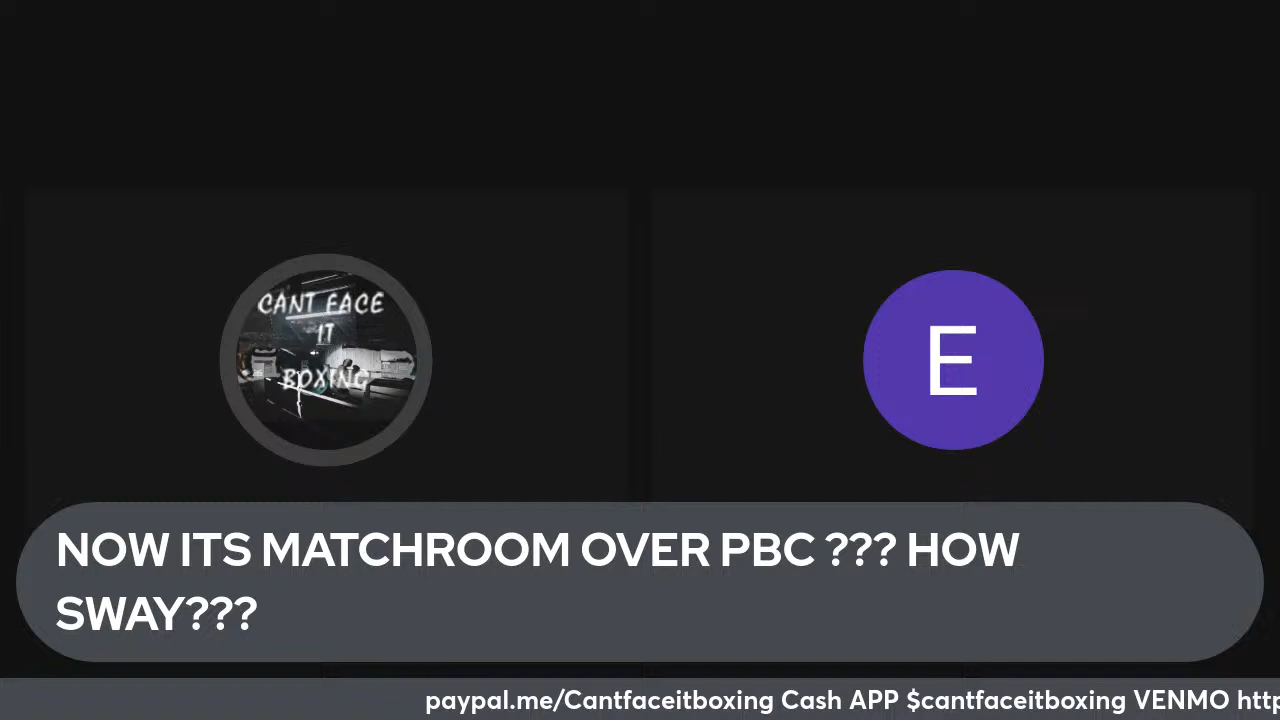 CANT FACE
IT
BOXING
E
NOW ITS MATCHROOM OVER PBC ??? HOW
SWAY???
paypal.me/Cantfaceitboxing Cash APP $cantfaceitboxing VENMO http